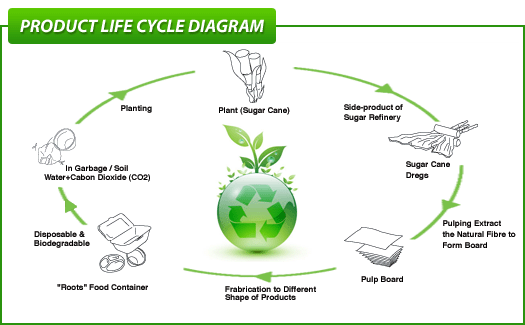 PRODUCT LIFE CYCLE DIAGRAM
Planting
Plant (Sugar Cane)
Side-product of
Sugar Refinery
In Garbage / Soil
Water+Cabon Dioxide (CO2)
Sugar Cane
Dregs
Disposable &
Biodegradable
Pulping Extract
the Natural Fibre to
Form Board
"Roots" Food Container
Frabrication to Different
Shape of Products
Pulp Board